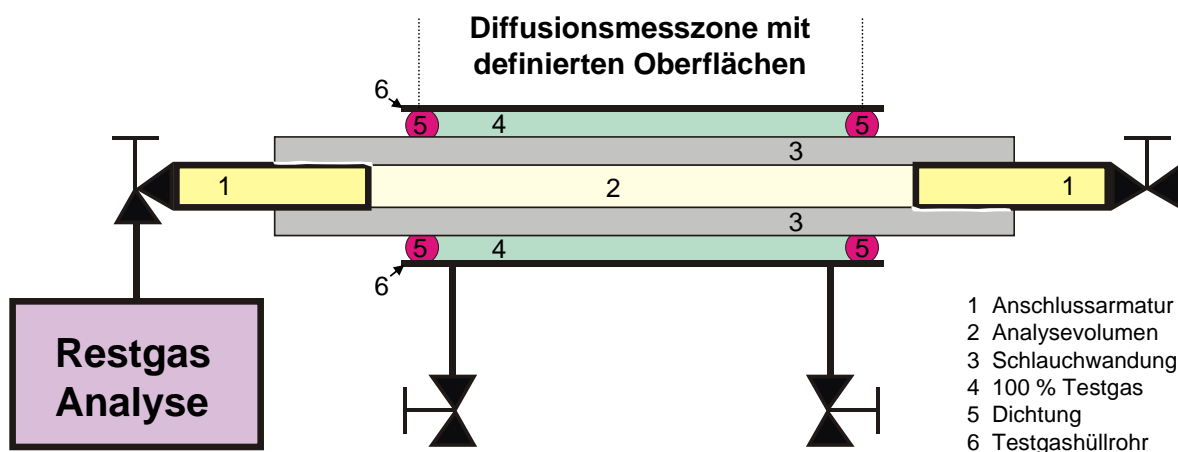 Diffusionsmesszone mit
definierten Oberflächen
6
5
4
5
3
1
2
1
3
5
4
5
6
Restgas
Analyse
1 Anschlussarmatur
2 Analysevolumen
3 Schlauchwandung
4 100 % Testgas
5 Dichtung
6 Testgashüllrohr